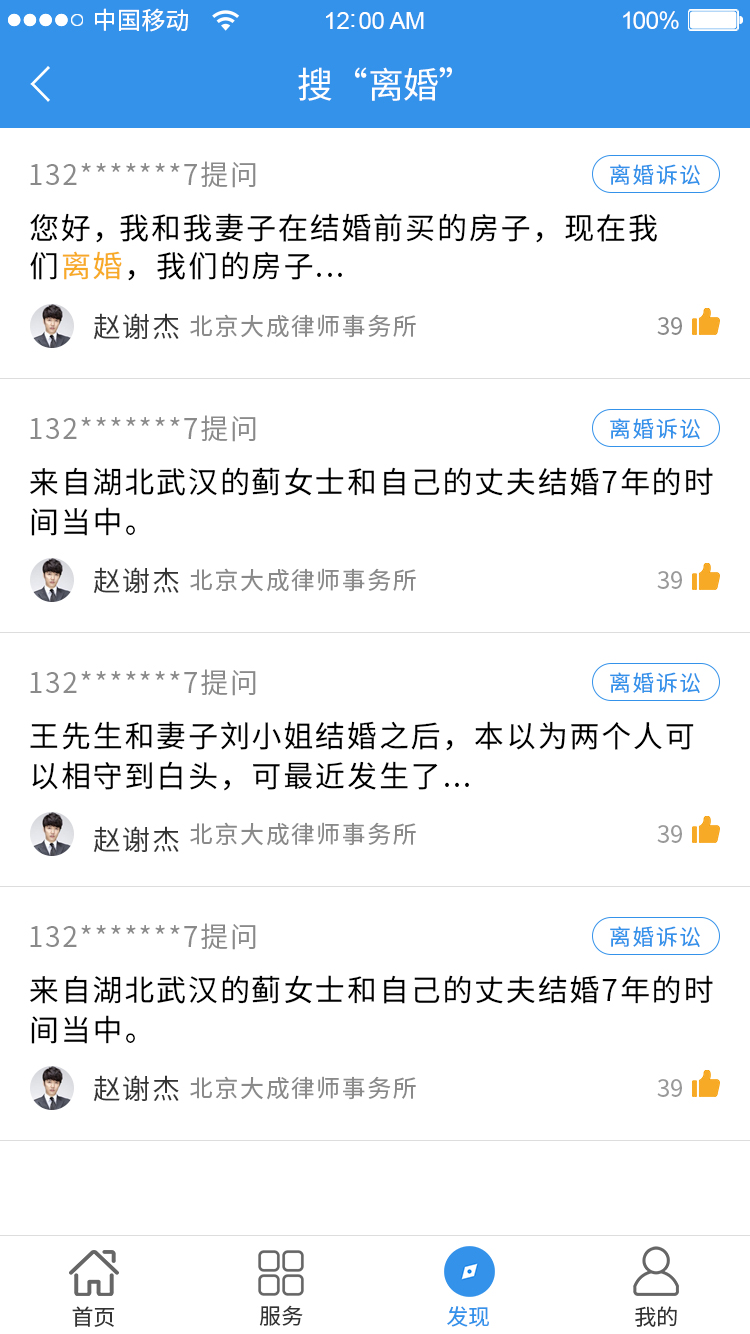 中国移动 12:00 AM 100%
搜“离婚”
132*******7提问 离婚诉讼
您好，我和我妻子在结婚前买的房子，现在我
们离婚，我们的房子...
赵谢杰 北京大成律师事务所 39
132*******7提问 离婚诉讼
来自湖北武汉的蓟女士和自己的丈夫结婚7年的时
间当中。
赵谢杰 北京大成律师事务所 39
132*******7提问 离婚诉讼
王先生和妻子刘小姐结婚之后，本以为两个人可
以相守到白头，可最近发生了...
赵谢杰 北京大成律师事务所 39
132*******7提问 离婚诉讼
来自湖北武汉的蓟女士和自己的丈夫结婚7年的时
间当中。
赵谢杰 北京大成律师事务所 39
首页 服务 发现 我的